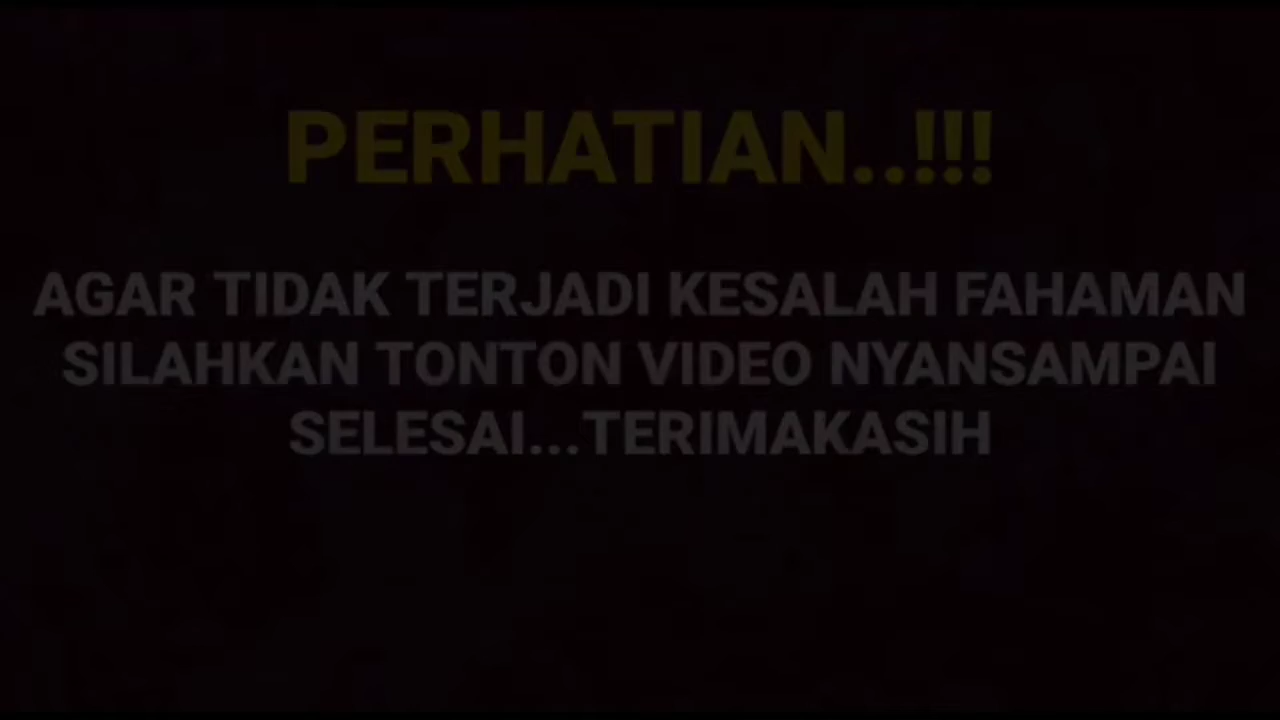 PERHATIAN..!!!
AGAR TIDAK TERJADI KESALAH FAHAMAN
SILAHKAN TONTON VIDEO NYANSAMPAI
SELESAI...TERIMAKASIH